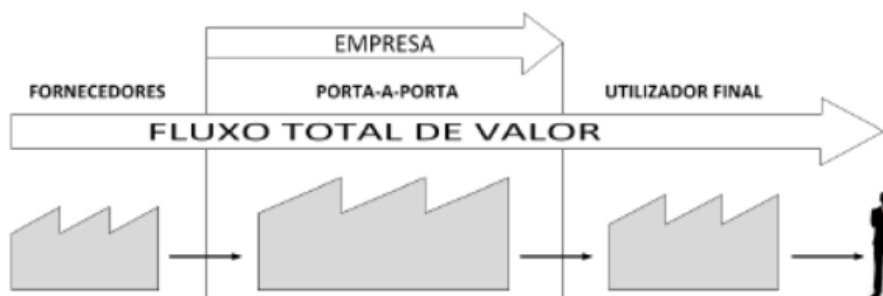 EMPRESA
FORNECEDORES
PORTA-A-PORTA
UTILIZADOR FINAL
FLUXO TOTAL DE VALOR